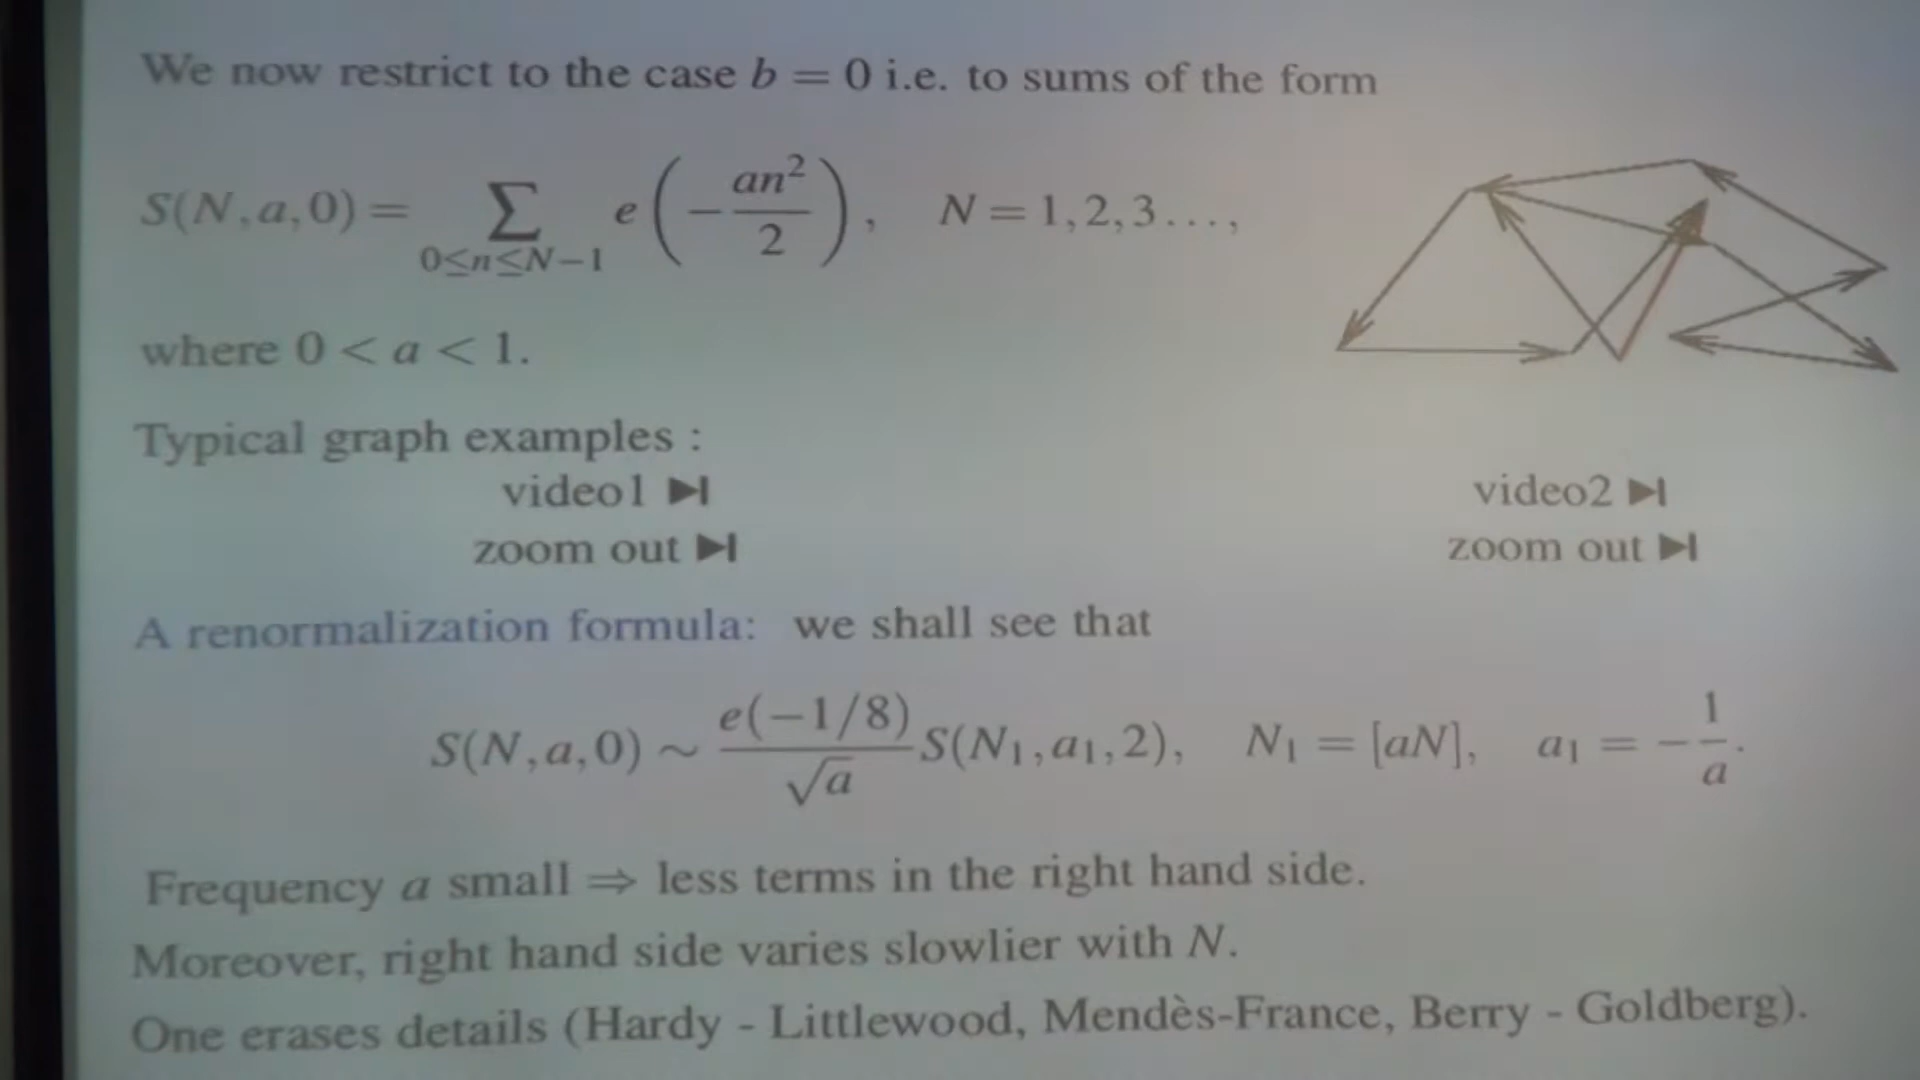 We now restrict to the case b = 0 i.e. to sums of the form
S(N,a,0) = ∑_{0≤n≤N−1} e(−an²/2), N = 1,2,3...,
where 0 < a < 1.
Typical graph examples :
video1 video2
zoom out zoom out
A renormalization formula: we shall see that
S(N,a,0) ∼ e(−1/8)/√a S(N₁,a₁,2), N₁ = [aN], a₁ = −1/a.
Frequency a small ⇒ less terms in the right hand side.
Moreover, right hand side varies slowlier with N.
One erases details (Hardy - Littlewood, Mendès-France, Berry - Goldberg).